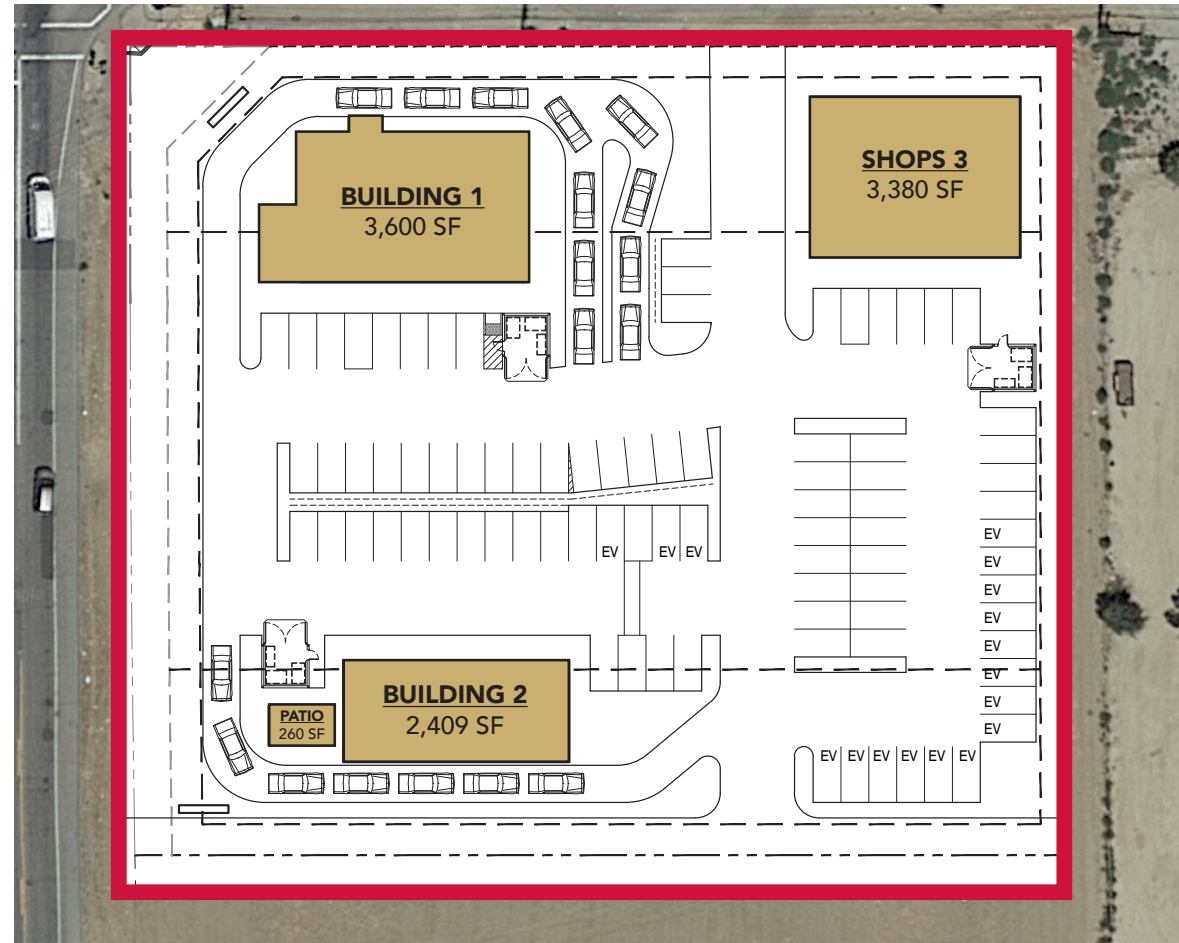 BUILDING 1
3,600 SF
SHOPS 3
3,380 SF
EV
EV EV
EV
EV
EV
EV
EV
EV
EV
EV
BUILDING 2
2,409 SF
PATIO
260 SF
EV EV EV EV EV EV